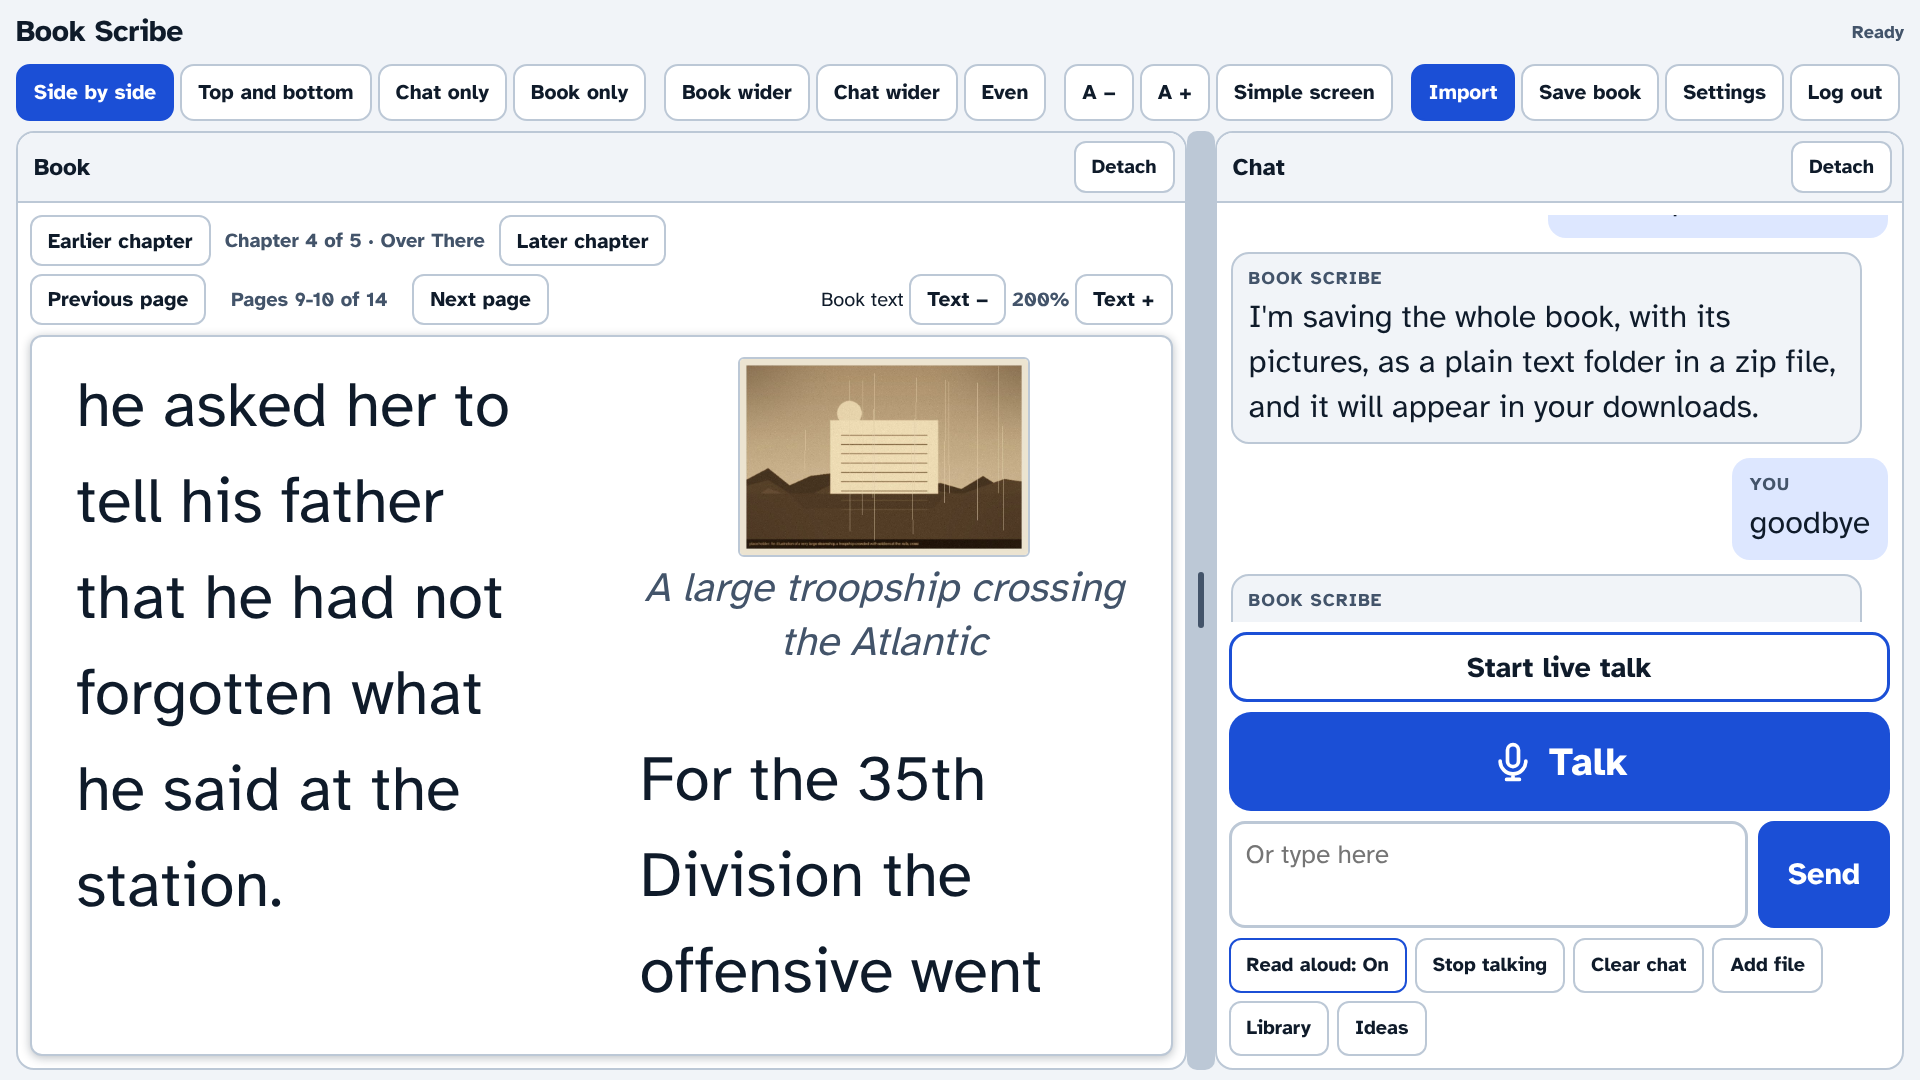 Book Scribe
Ready
Side by side
Top and bottom
Chat only
Book only
Book wider
Chat wider
Even
A –
A +
Simple screen
Import
Save book
Settings
Log out
Book
Detach
Earlier chapter
Chapter 4 of 5 · Over There
Later chapter
Previous page
Pages 9-10 of 14
Next page
Book text
Text –
200%
Text +
he asked her to
tell his father
that he had not
forgotten what
he said at the
station.
A large troopship crossing
the Atlantic
For the 35th
Division the
offensive went
Chat
Detach
BOOK SCRIBE
I'm saving the whole book, with its
pictures, as a plain text folder in a zip file,
and it will appear in your downloads.
YOU
goodbye
BOOK SCRIBE
Start live talk
Talk
Or type here
Send
Read aloud: On
Stop talking
Clear chat
Add file
Library
Ideas